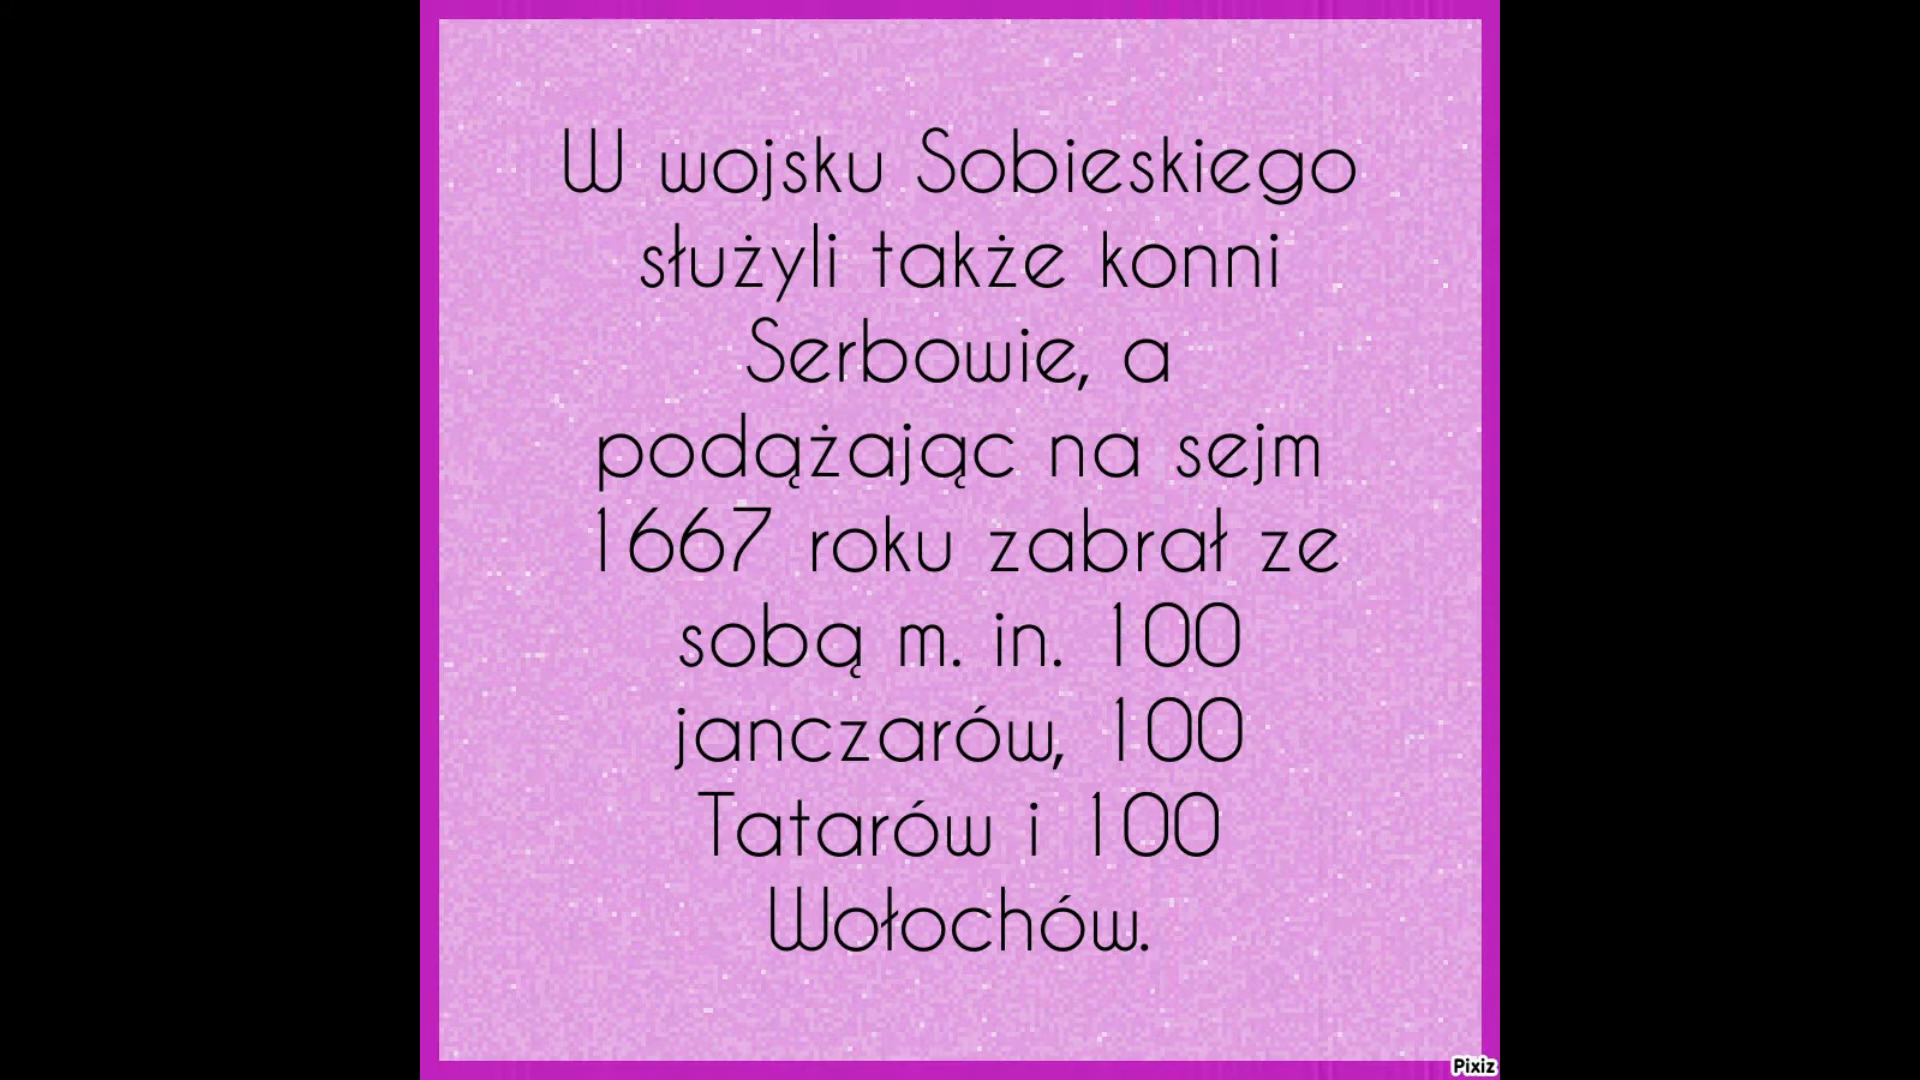 W wojsku Sobieskiego
służyli także konni
Serbowie, a
podążając na sejm
1667 roku zabrał ze
sobą m. in. 100
janczarów, 100
Tatarów i 100
Wołochów.
Pixiz